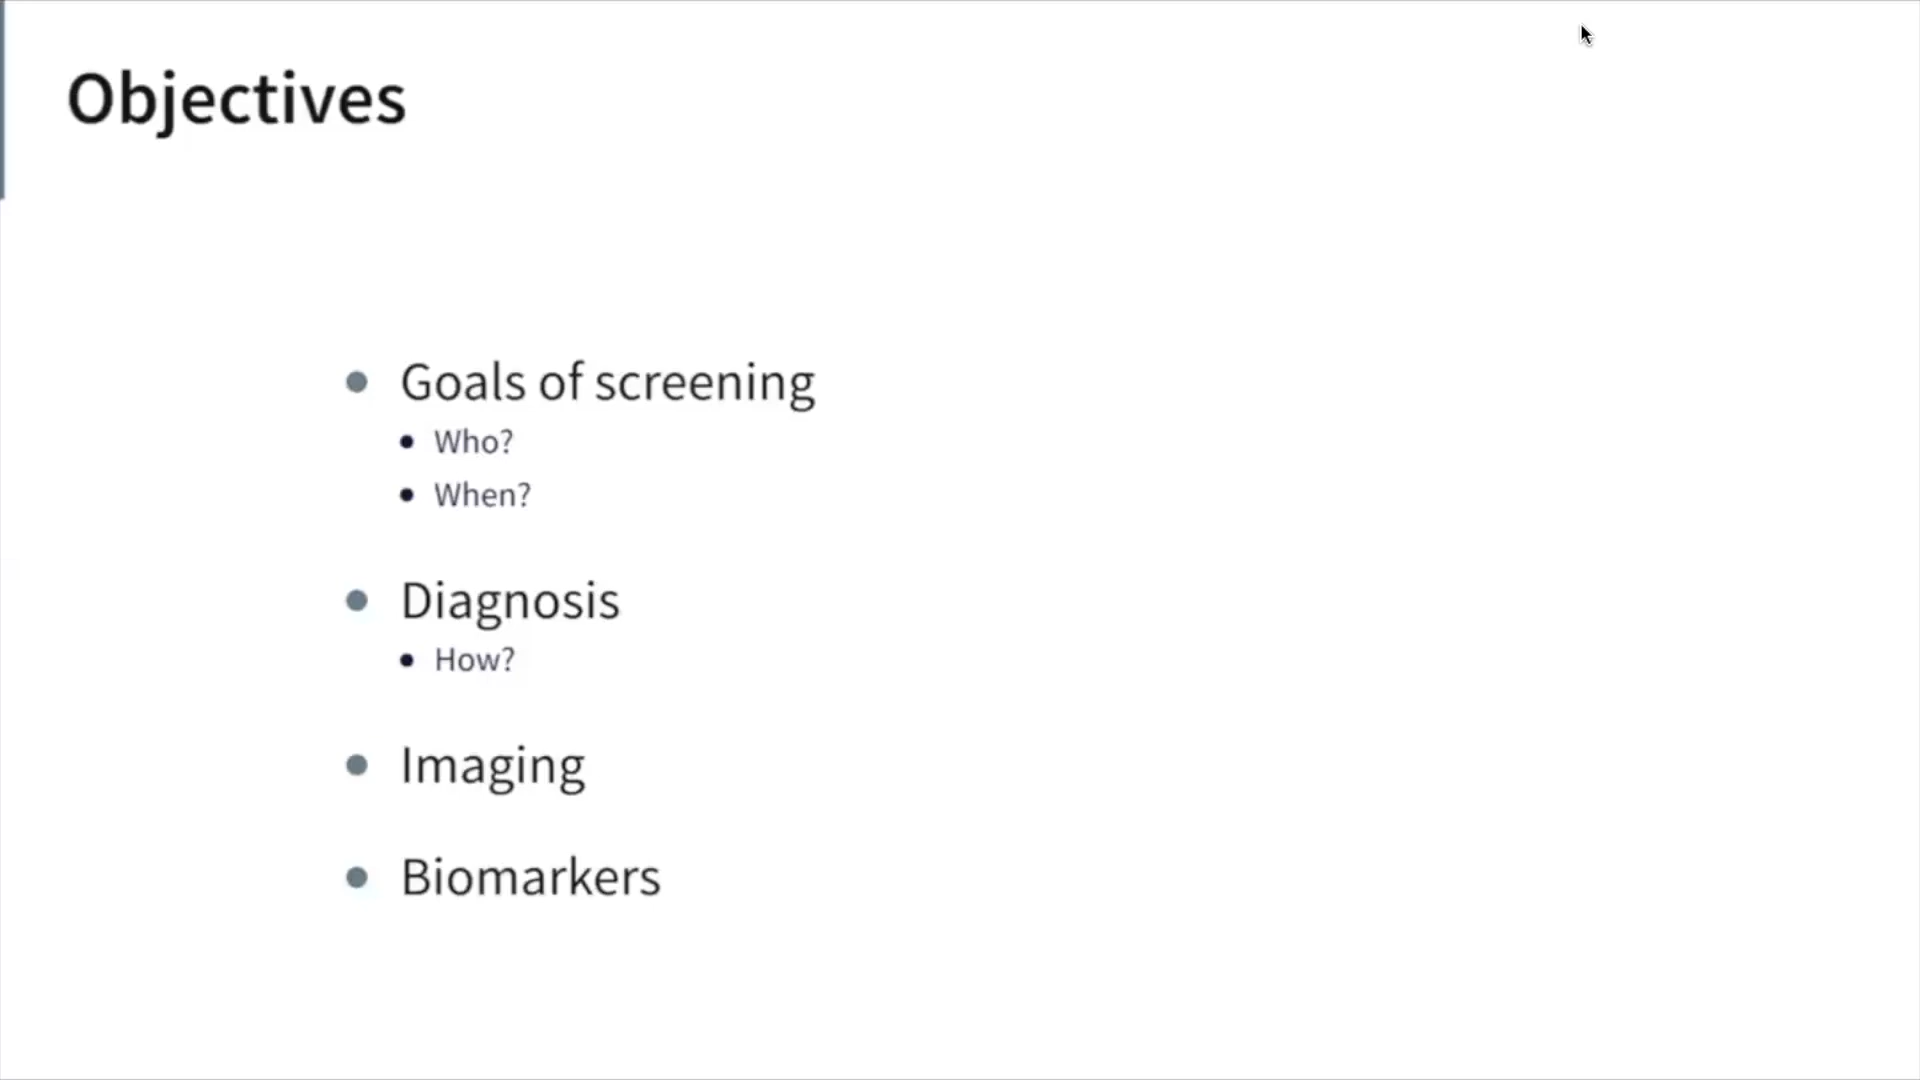 Objectives
Goals of screening
Who?
When?
Diagnosis
How?
Imaging
Biomarkers